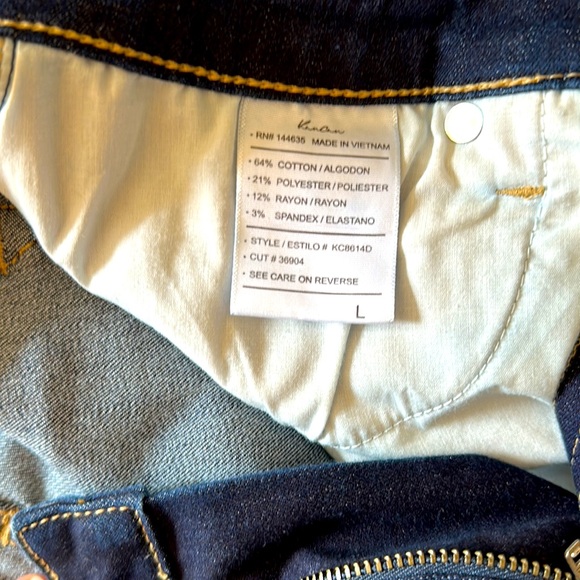 KanCan
• RN# 144635 MADE IN VIETNAM
• 64% COTTON / ALGODON
• 21% POLYESTER / POLIESTER
• 12% RAYON / RAYON
• 3% SPANDEX / ELASTANO
• STYLE / ESTILO # KC8614D
• CUT # 36904
• SEE CARE ON REVERSE
L